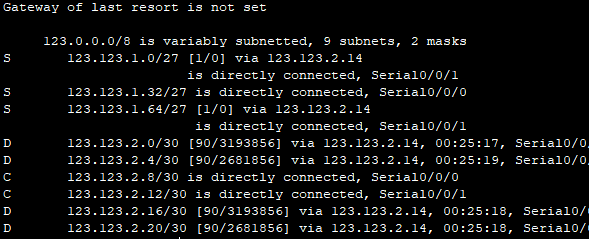 Gateway of last resort is not set
123.0.0.0/8 is variably subnetted, 9 subnets, 2 masks
S 123.123.1.0/27 [1/0] via 123.123.2.14
is directly connected, Serial0/0/1
S 123.123.1.32/27 is directly connected, Serial0/0/0
S 123.123.1.64/27 [1/0] via 123.123.2.14
is directly connected, Serial0/0/1
D 123.123.2.0/30 [90/3193856] via 123.123.2.14, 00:25:17, Serial0/0/
D 123.123.2.4/30 [90/2681856] via 123.123.2.14, 00:25:19, Serial0/0/
C 123.123.2.8/30 is directly connected, Serial0/0/0
C 123.123.2.12/30 is directly connected, Serial0/0/1
D 123.123.2.16/30 [90/3193856] via 123.123.2.14, 00:25:18, Serial0/
D 123.123.2.20/30 [90/2681856] via 123.123.2.14, 00:25:18, Serial0/